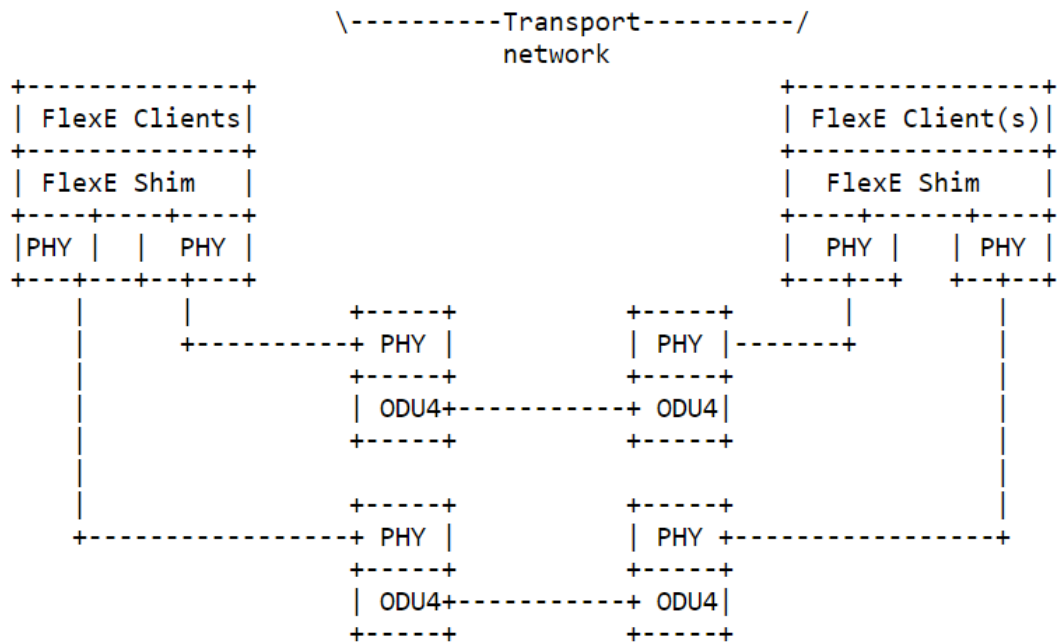 \----------Transport----------/
network
+--------------+ +----------------+
| FlexE Clients| | FlexE Client(s)|
+--------------+ +----------------+
| FlexE Shim   | |  FlexE Shim    |
+----+----+----+ +----+------+----+
|PHY |  |  PHY | |  PHY |   | PHY |
+---+---+--+---+ +---+--+   +--+--+
|      |         +-----+          +-----+      |        |
|      +----------+ PHY |          | PHY |-------+        |
|                +-----+          +-----+               |
|                | ODU4+-----------+ ODU4|               |
|                +-----+          +-----+               |
|                                                       |
|                +-----+          +-----+               |
+-----------------+ PHY |          | PHY +-----------------+
+-----+          +-----+
| ODU4+-----------+ ODU4|
+-----+          +-----+